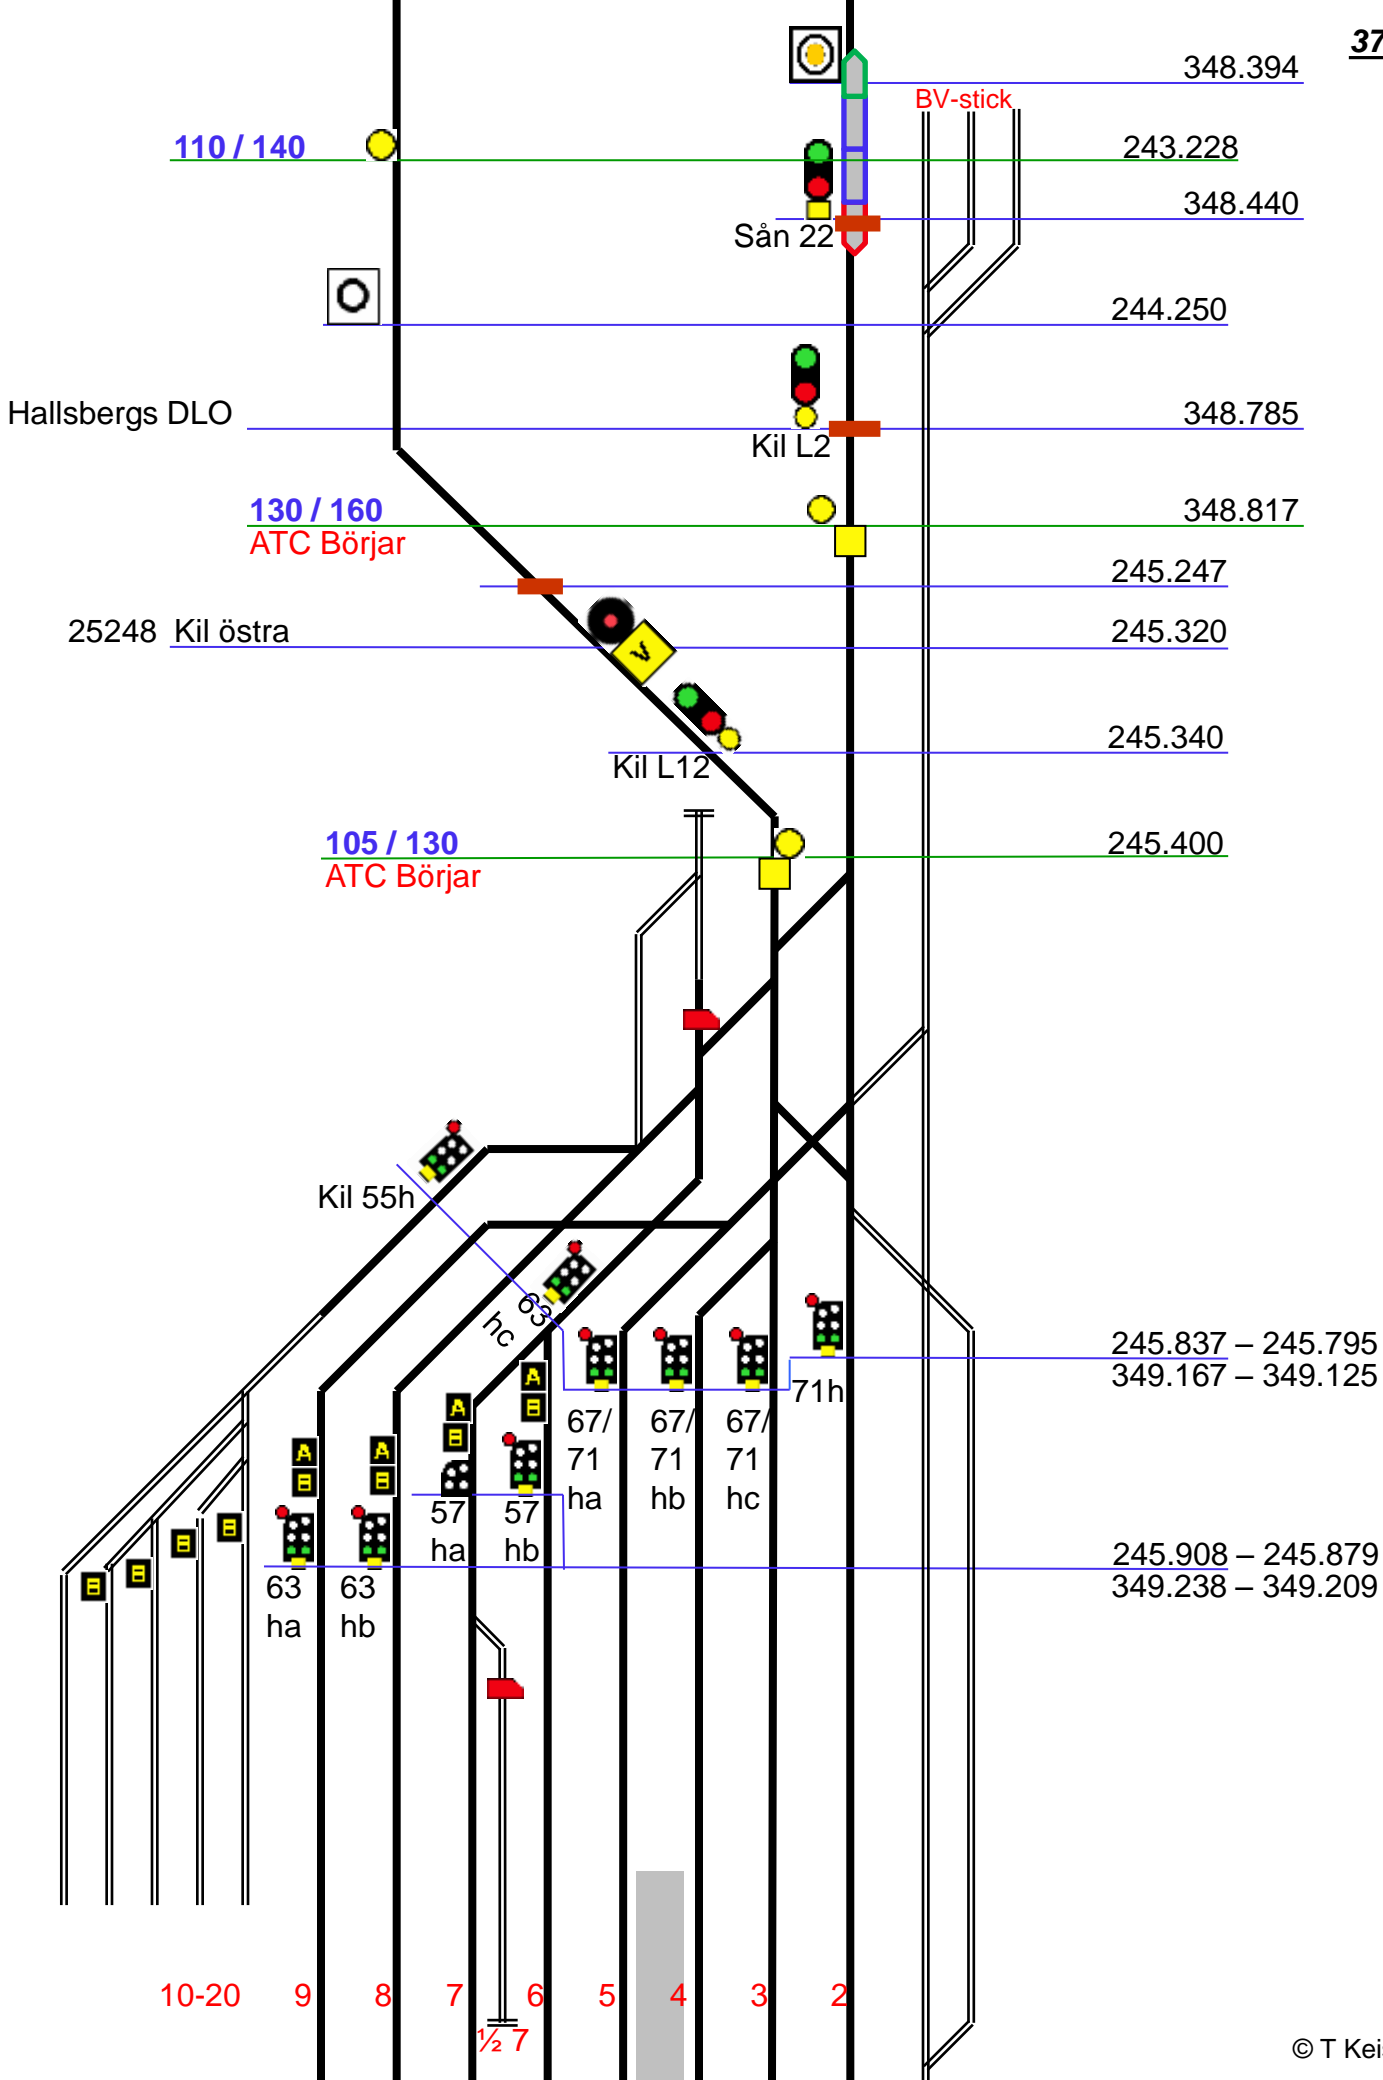 37
348.394
BV-stick
110 / 140
243.228
348.440
Sån 22
244.250
Hallsbergs DLO
348.785
Kil L2
130 / 160
348.817
ATC Börjar
245.247
V
25248 Kil östra
245.320
245.340
Kil L12
105 / 130
245.400
ATC Börjar
Kil 55h
63
hc
245.837 – 245.795
349.167 – 349.125
71h
A
B
A
B
A
B
A
B
67/
71
ha
67/
71
hb
67/
71
hc
57
ha
57
hb
B
B
B
B
245.908 – 245.879
349.238 – 349.209
63
ha
63
hb
10-20
9
8
7
6
5
4
3
2
½ 7
© T Keis